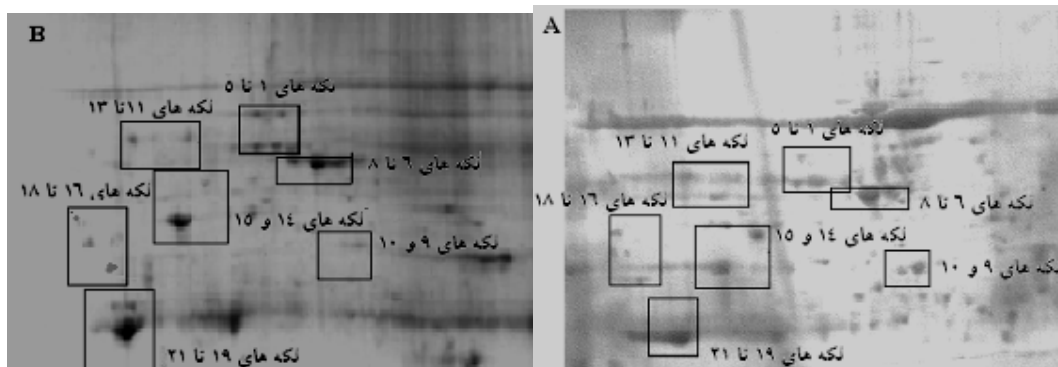 B
لکه های ۱ تا ۵
لکه های ۱۱تا ۱۳
لکه های ۶ تا ۸
لکه های ۱۶ تا ۱۸
لکه های ۱۴ و ۱۵
لکه های ۹ و ۱۰
لکه های ۱۹ تا ۲۱
A
لکه های ۱ تا ۵
لکه های ۱۱ تا ۱۳
لکه های ۶ تا ۸
لکه های ۱۶ تا ۱۸
لکه های ۱۴ و ۱۵
لکه های ۹ و ۱۰
لکه های ۱۹ تا ۲۱